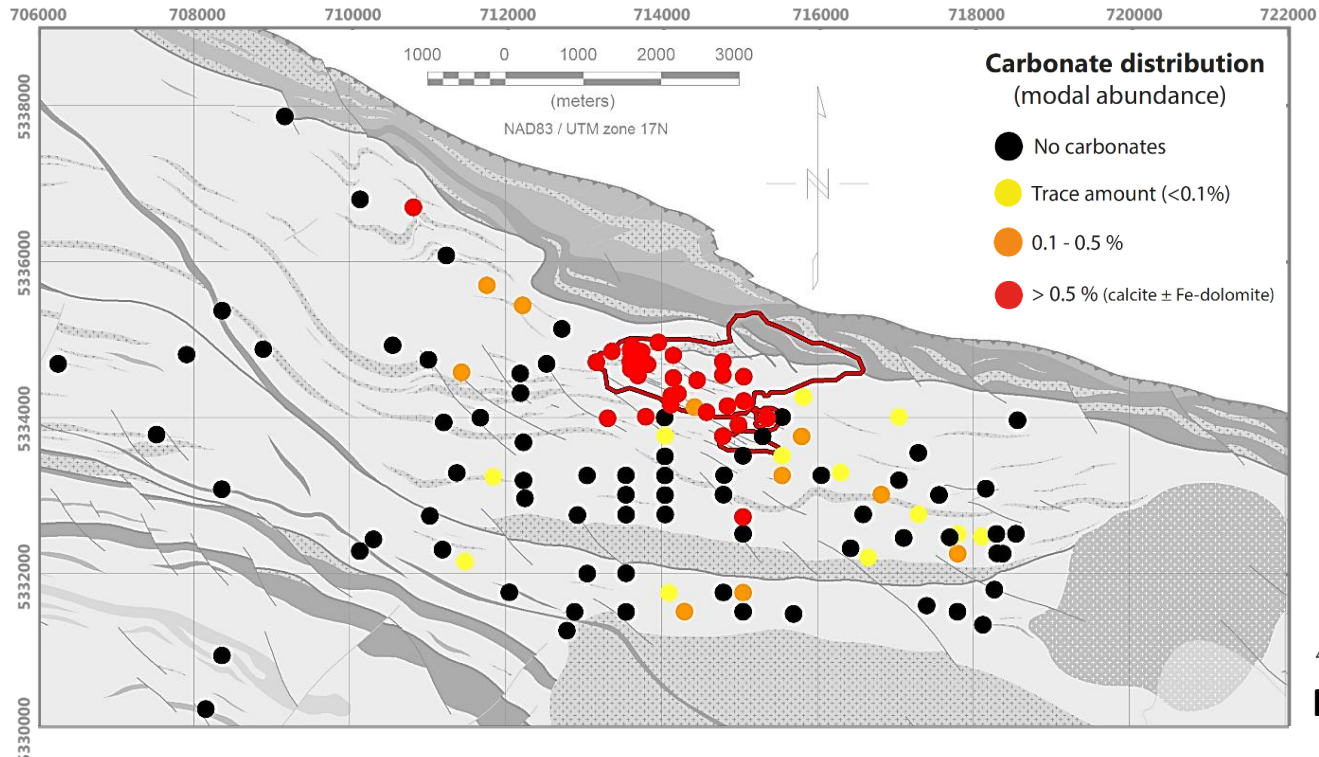 706000 708000 710000 712000 714000 716000 718000 720000 722000
1000 0 1000 2000 3000
(meters)
NAD83 / UTM zone 17N
N
Carbonate distribution
(modal abundance)
No carbonates
Trace amount (<0.1%)
0.1 - 0.5 %
> 0.5 % (calcite ± Fe-dolomite)
5338000
5336000
5334000
5332000
5330000